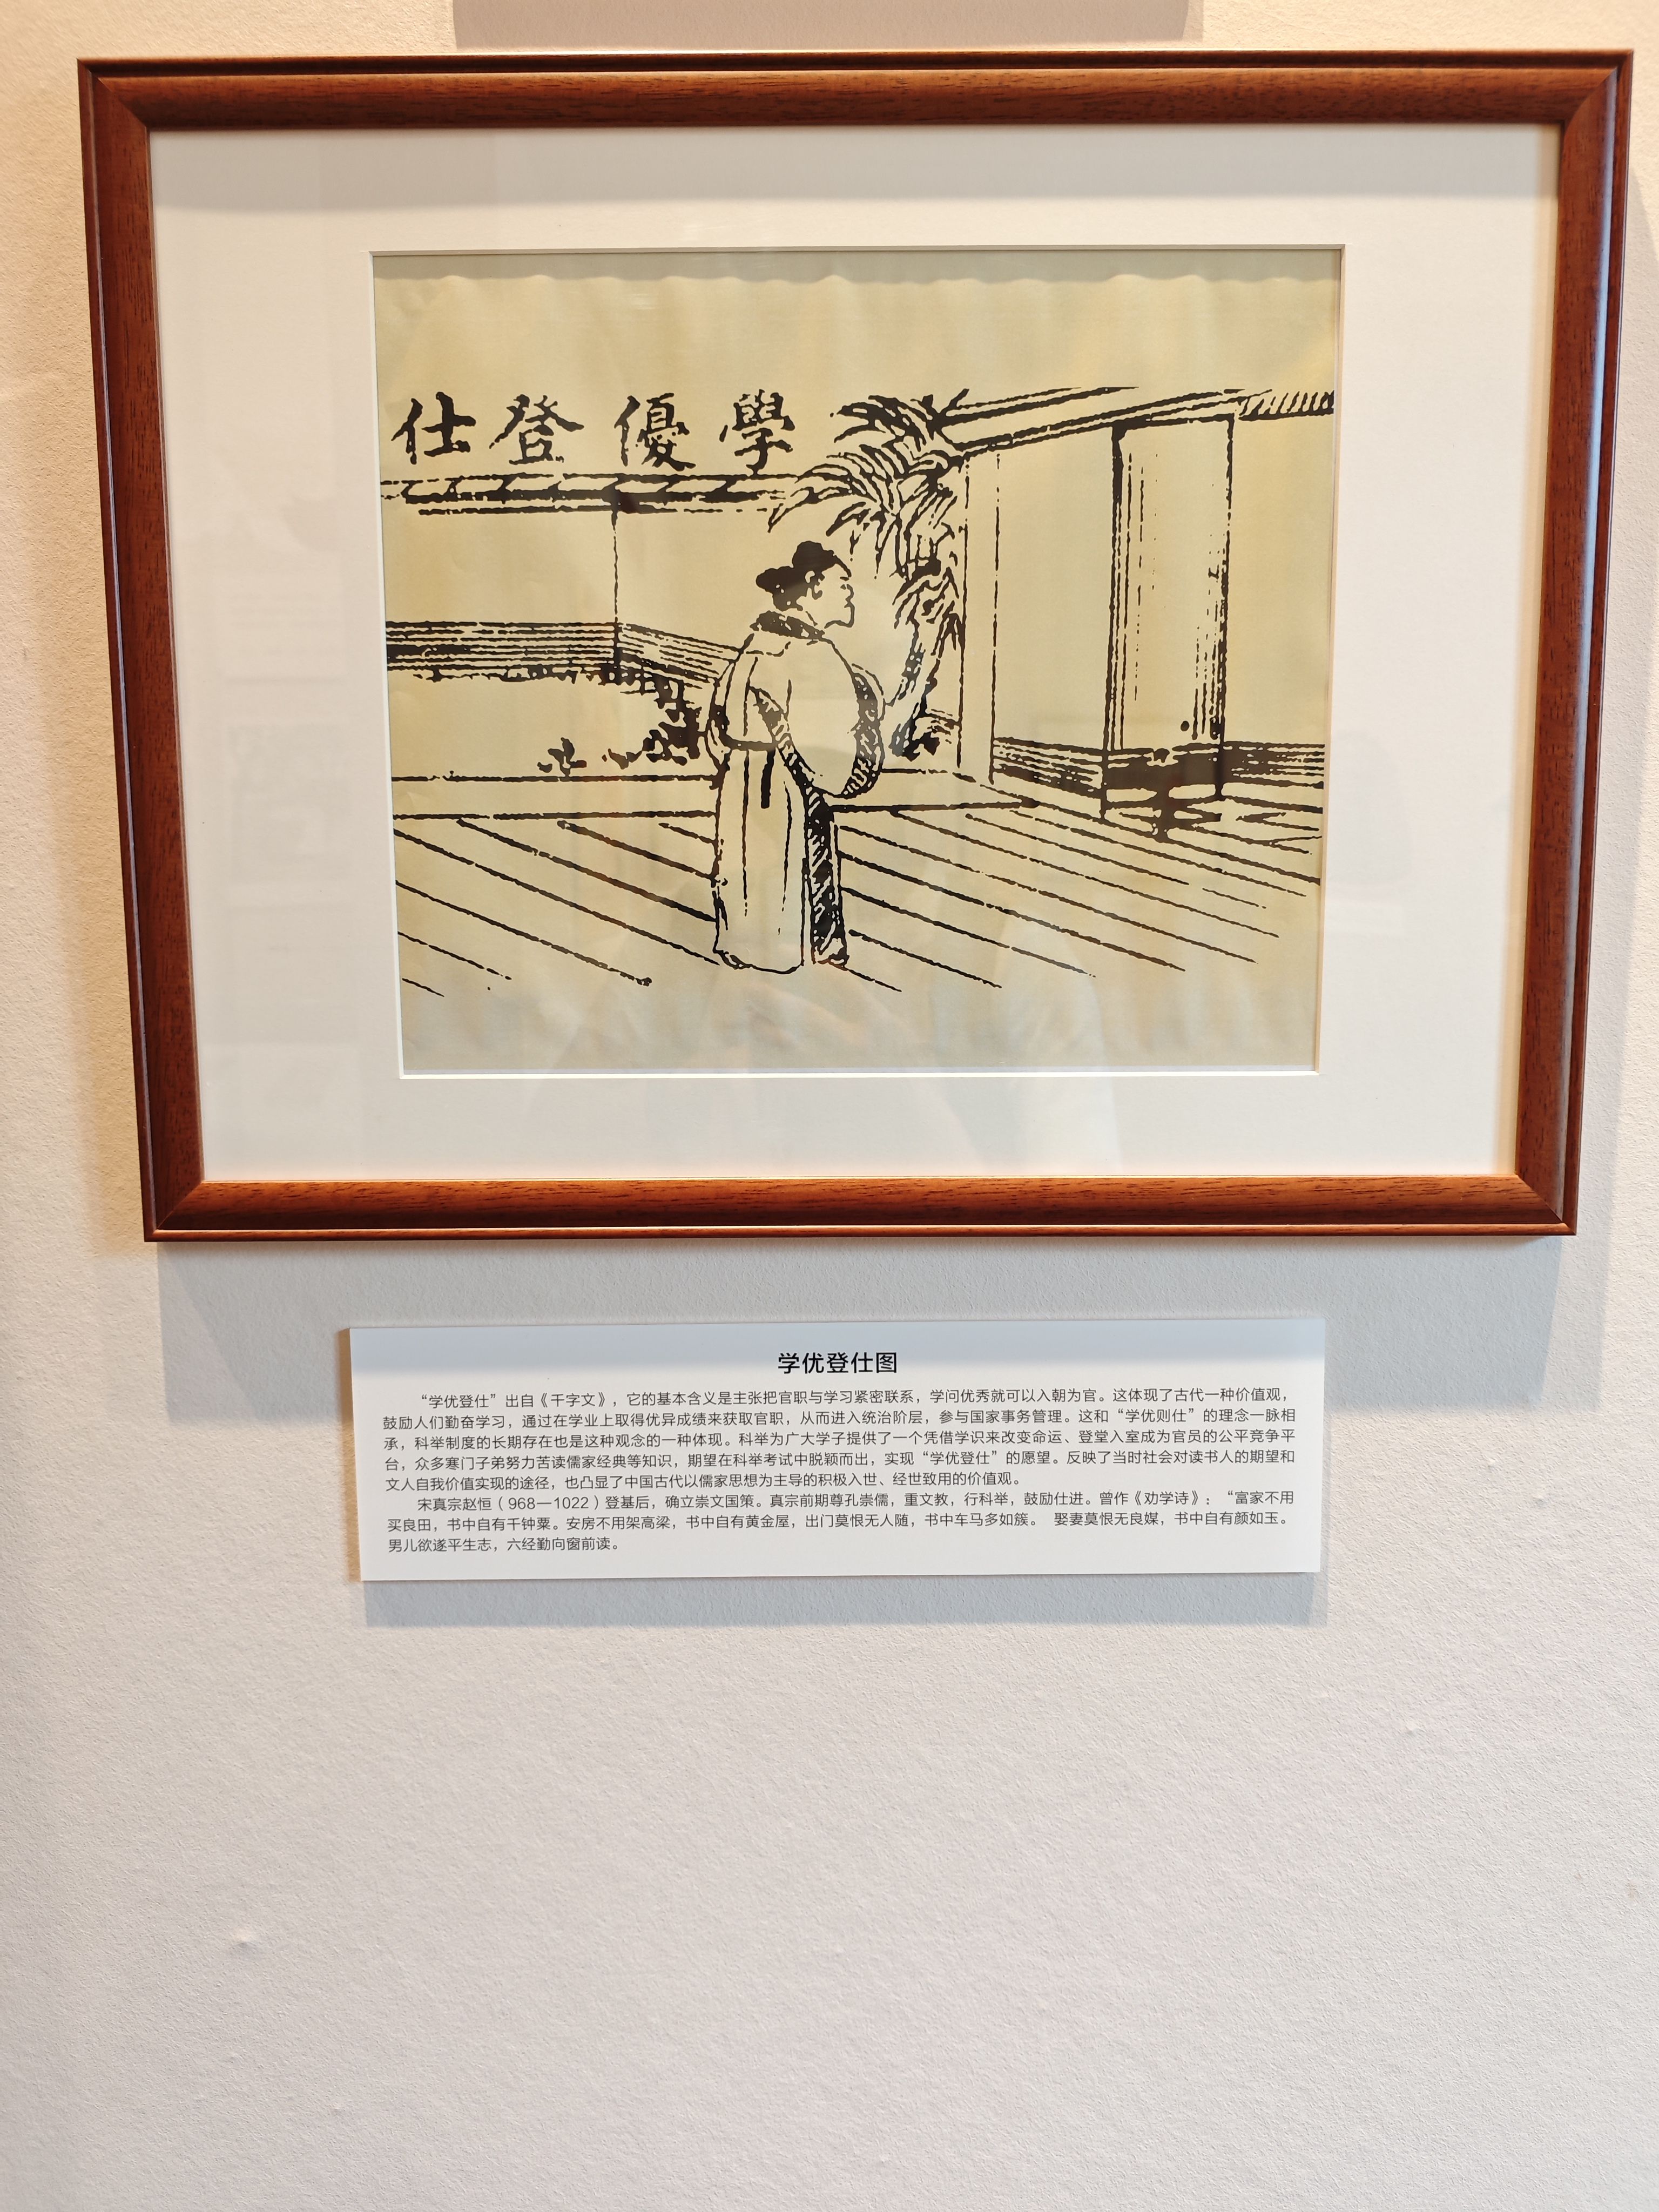 學優登仕
学优登仕图
“学优登仕”出自《千字文》，它的基本含义是主张把官职与学习紧密联系，学问优秀就可以入朝为官。这体现了古代一种价值观，
鼓励人们勤奋学习，通过在学业上取得优异成绩来获取官职，从而进入统治阶层，参与国家事务管理。这和“学优则仕”的理念一脉相
承，科举制度的长期存在也是这种观念的一种体现。科举为广大学子提供了一个凭借学识来改变命运、登堂入室成为官员的公平竞争平
台，众多寒门子弟努力苦读儒家经典等知识，期望在科举考试中脱颖而出，实现“学优登仕”的愿望。反映了当时社会对读书人的期望和
文人自我价值实现的途径，也凸显了中国古代以儒家思想为主导的积极入世、经世致用的价值观。
宋真宗赵恒（968—1022）登基后，确立崇文国策。真宗前期尊孔崇儒，重文教，行科举，鼓励仕进。曾作《劝学诗》：“富家不用
买良田，书中自有千钟粟。安房不用架高梁，书中自有黄金屋，出门莫恨无人随，书中车马多如簇。 娶妻莫恨无良媒，书中自有颜如玉。
男儿欲遂平生志，六经勤向窗前读。